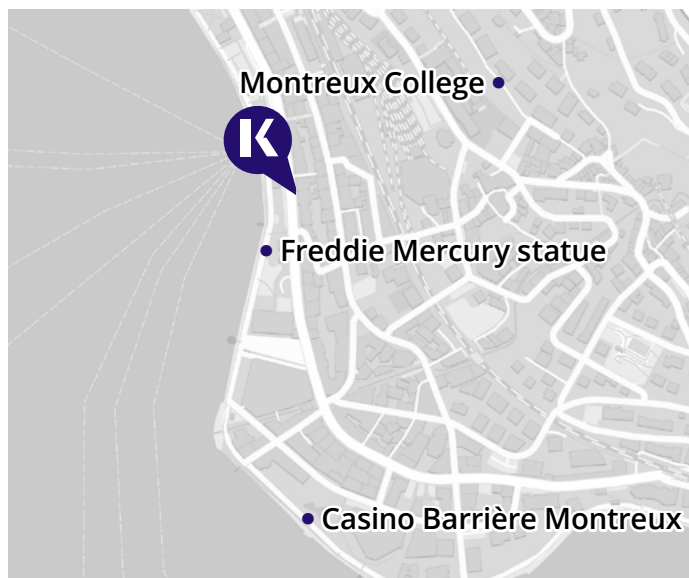 Montreux College
K
Freddie Mercury statue
Casino Barrière Montreux